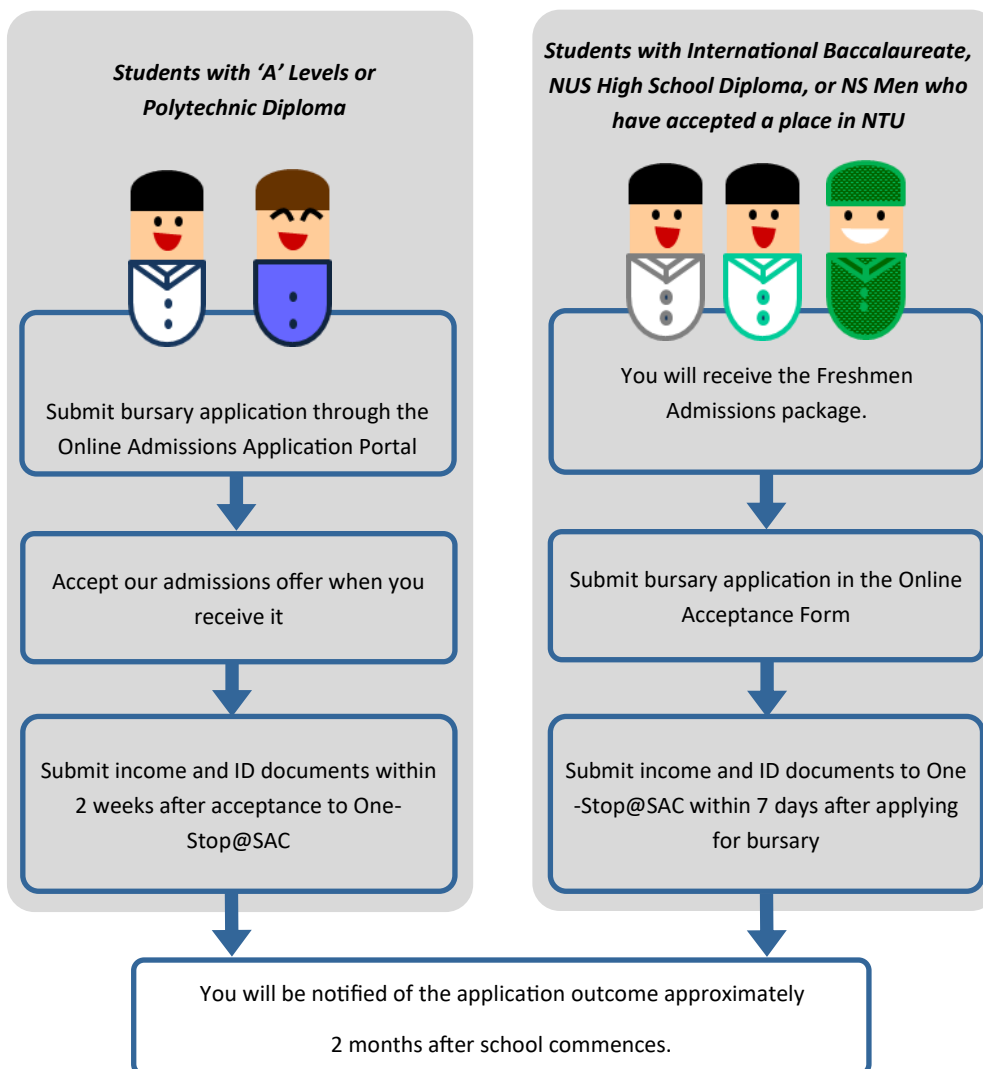 Students with ‘A’ Levels or
Polytechnic Diploma
Submit bursary application through the
Online Admissions Application Portal
Accept our admissions offer when you
receive it
Submit income and ID documents within
2 weeks after acceptance to One-
Stop@SAC
Students with International Baccalaureate,
NUS High School Diploma, or NS Men who
have accepted a place in NTU
You will receive the Freshmen
Admissions package.
Submit bursary application in the Online
Acceptance Form
Submit income and ID documents to One
-Stop@SAC within 7 days after applying
for bursary
You will be notified of the application outcome approximately
2 months after school commences.